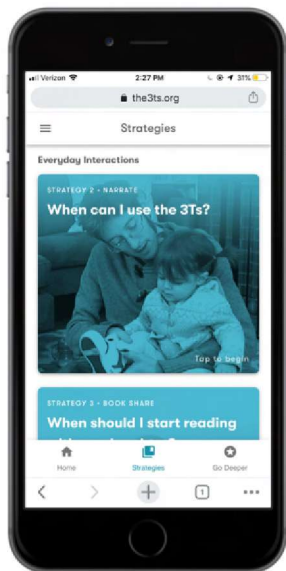 Verizon 2:27 PM 31%
the3ts.org
Strategies
Everyday Interactions
STRATEGY 2 - NARRATE
When can I use the 3Ts?
Tap to begin
STRATEGY 3 - BOOK SHARE
When should I start reading
Home Strategies Go Deeper
1